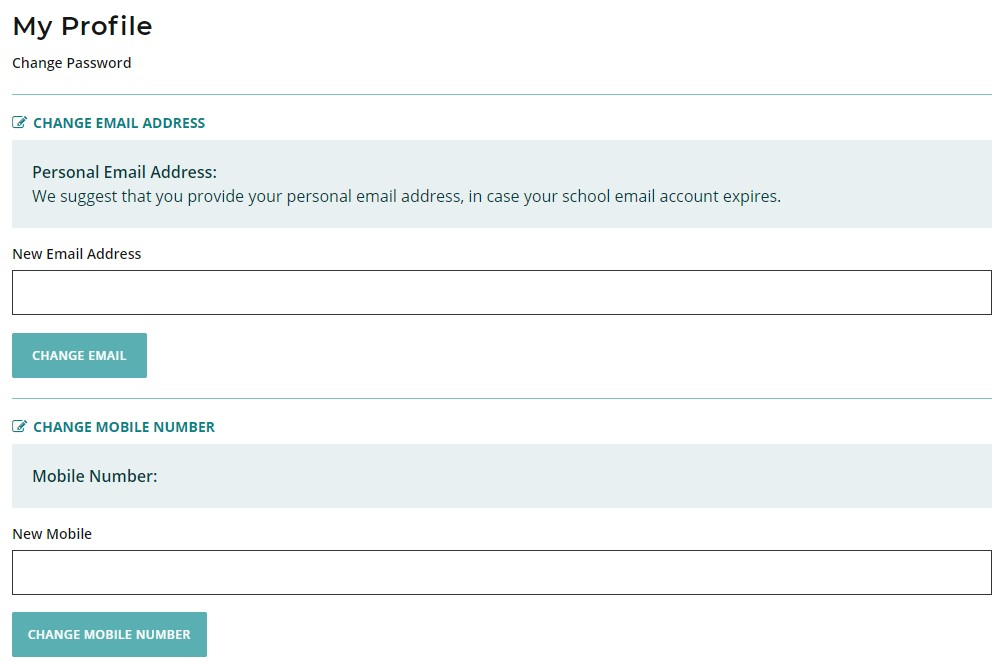 My Profile
Change Password
CHANGE EMAIL ADDRESS
Personal Email Address:
We suggest that you provide your personal email address, in case your school email account expires.
New Email Address
CHANGE EMAIL
CHANGE MOBILE NUMBER
Mobile Number:
New Mobile
CHANGE MOBILE NUMBER